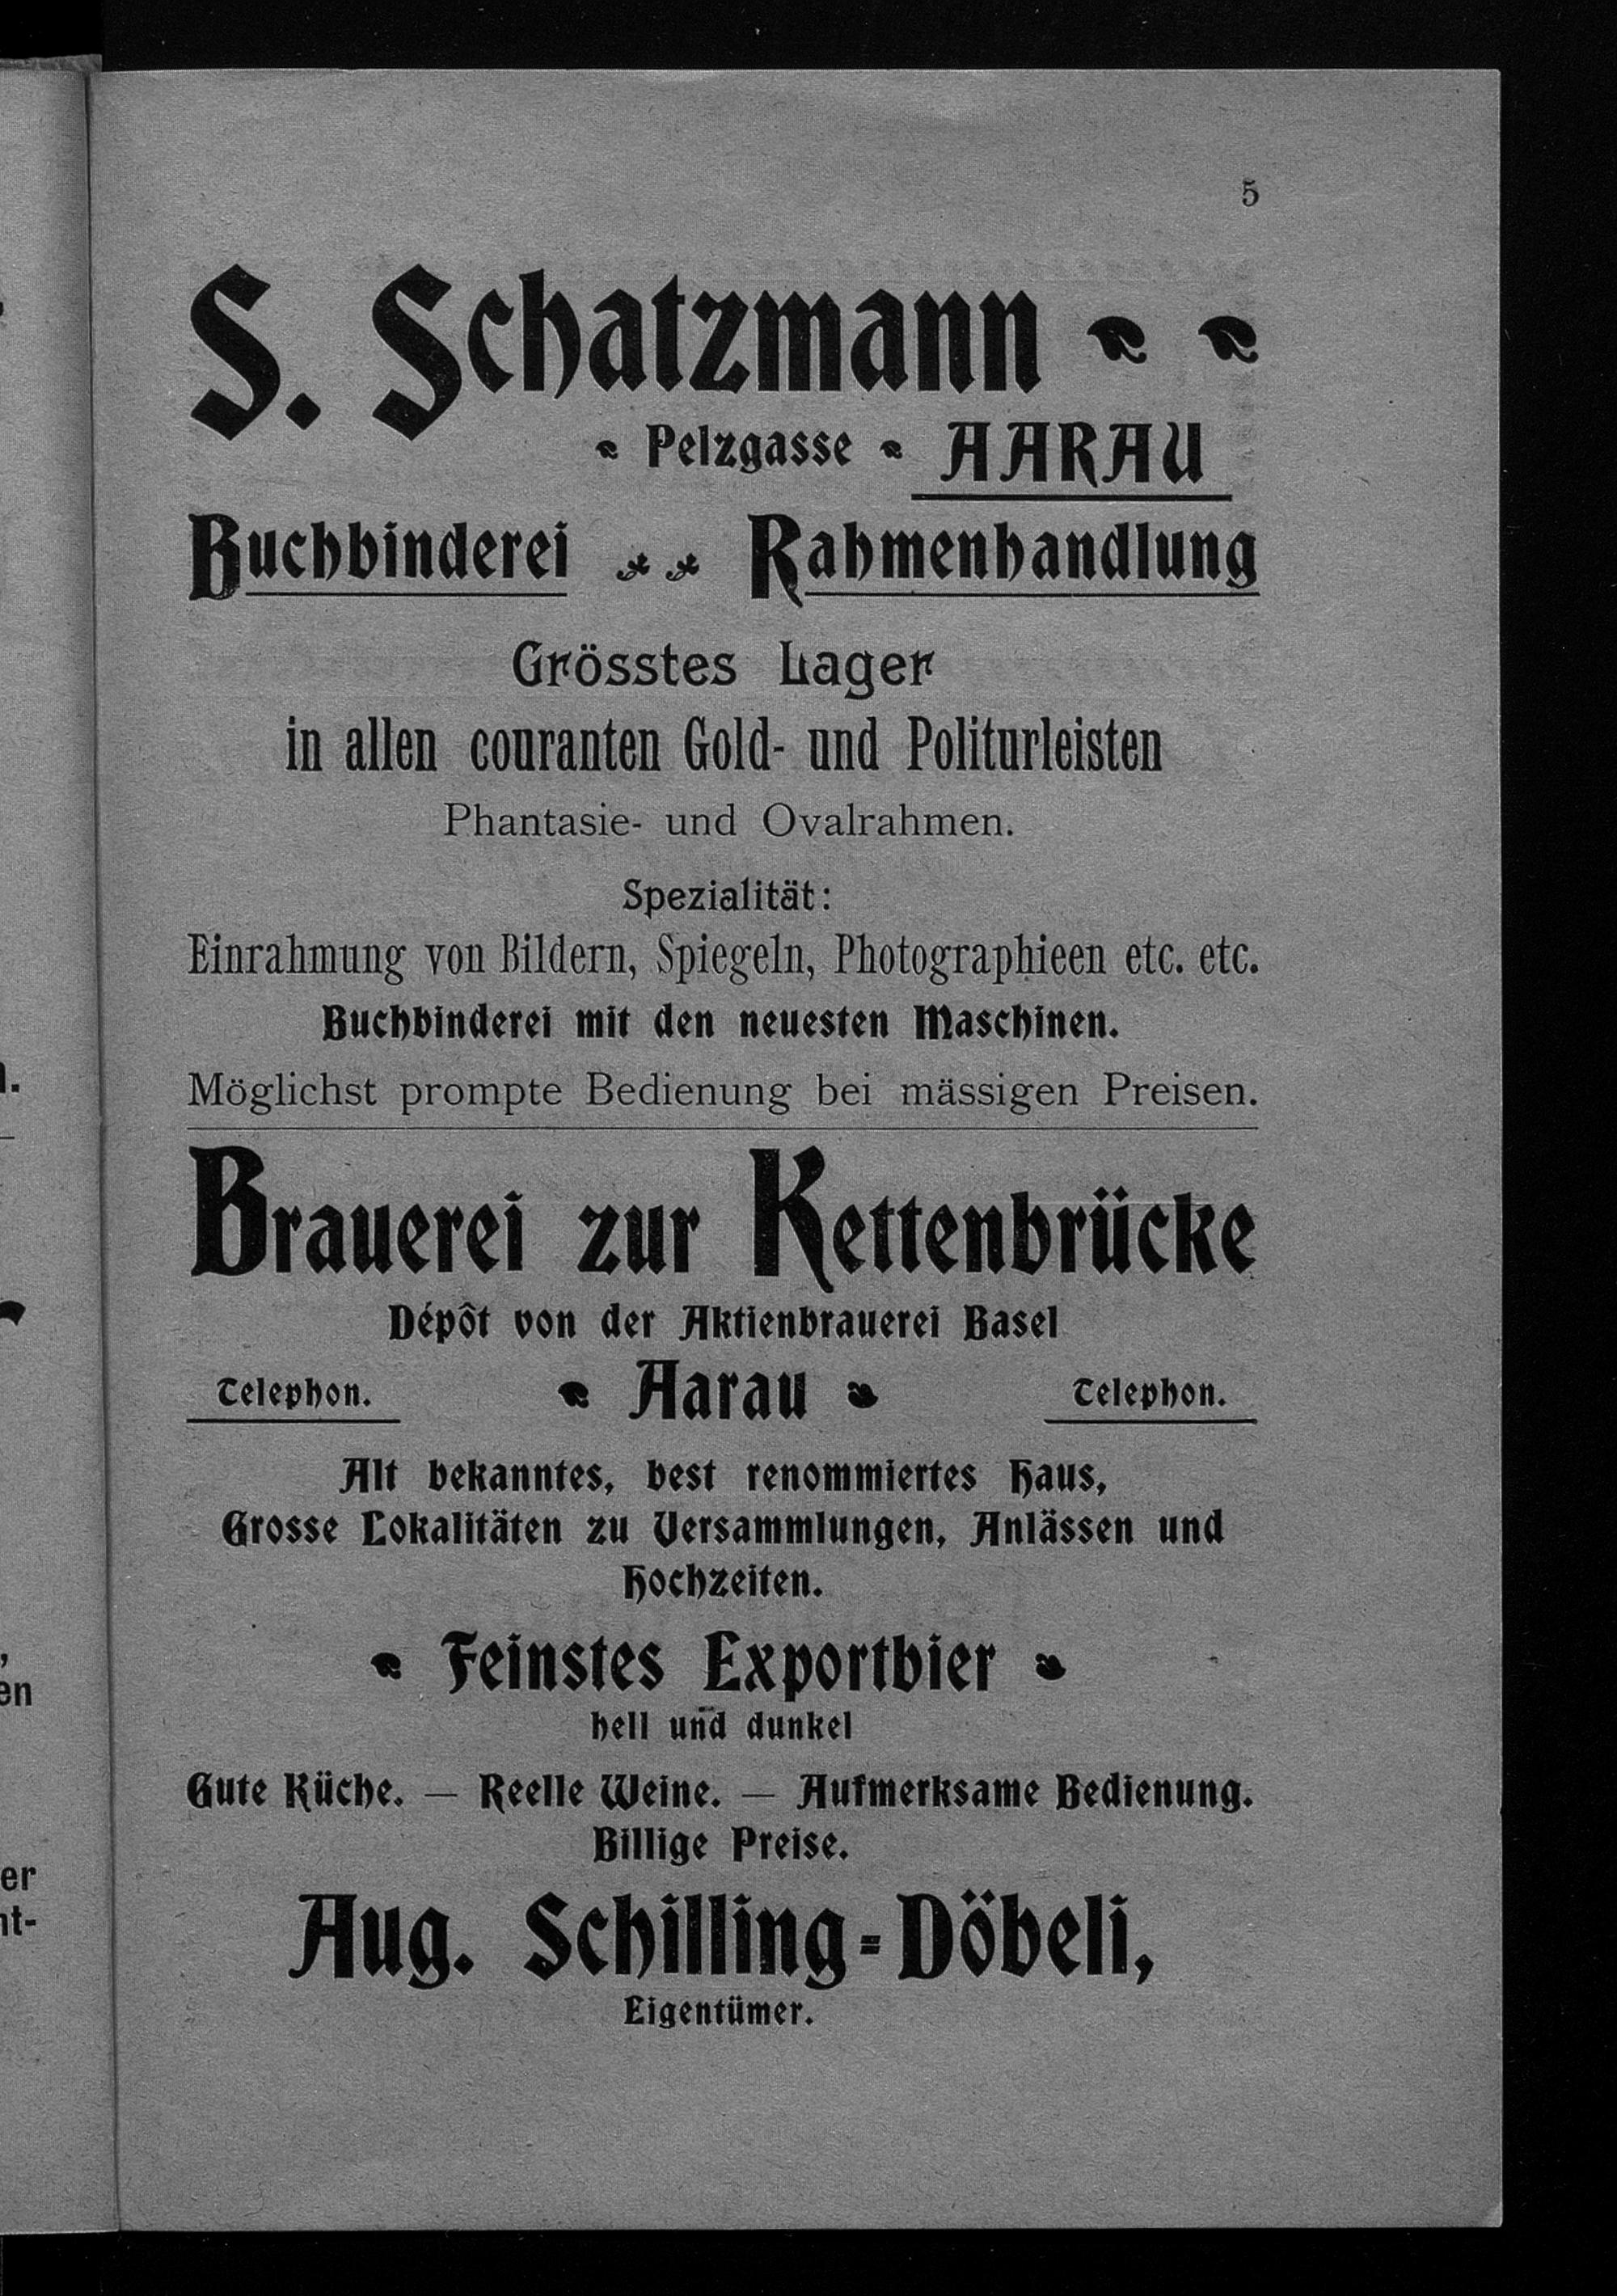 5
S. Schatzmann
Pelzgasse AARAU
Buchbinderei Rahmenhandlung
Grösstes Lager
in allen couranten Gold- und Politurleisten
Phantasie- und Ovalrahmen.
Spezialität:
Einrahmung von Bildern, Spiegeln, Photographieen etc. etc.
Buchbinderei mit den neuesten Maschinen.
Möglichst prompte Bedienung bei mässigen Preisen.
Brauerei zur Kettenbrücke
Dépôt von der Aktienbrauerei Basel
Telephon. Aarau Telephon.
Alt bekanntes, best renommiertes Haus,
Grosse Lokalitäten zu Versammlungen, Anlässen und
Hochzeiten.
Feinstes Exportbier
hell und dunkel
Gute Küche. — Reelle Weine. — Aufmerksame Bedienung.
Billige Preise.
Aug. Schilling-Döbeli,
Eigentümer.